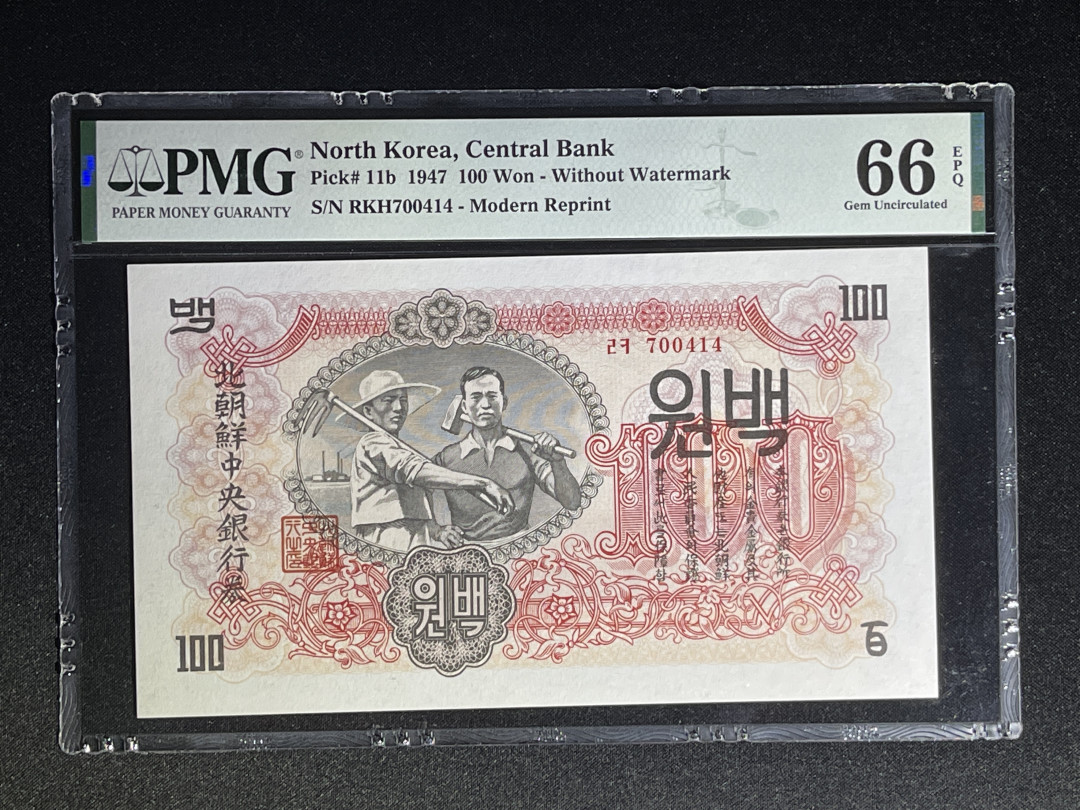 PMG®
PAPER MONEY GUARANTY
North Korea, Central Bank
Pick# 11b 1947 100 Won - Without Watermark
S/N RKH700414 - Modern Reprint
66
EPQ
Gem Uncirculated
백
100
ㄹㅋ 700414
원백
100
北朝鮮中央銀行券
원백
100
百